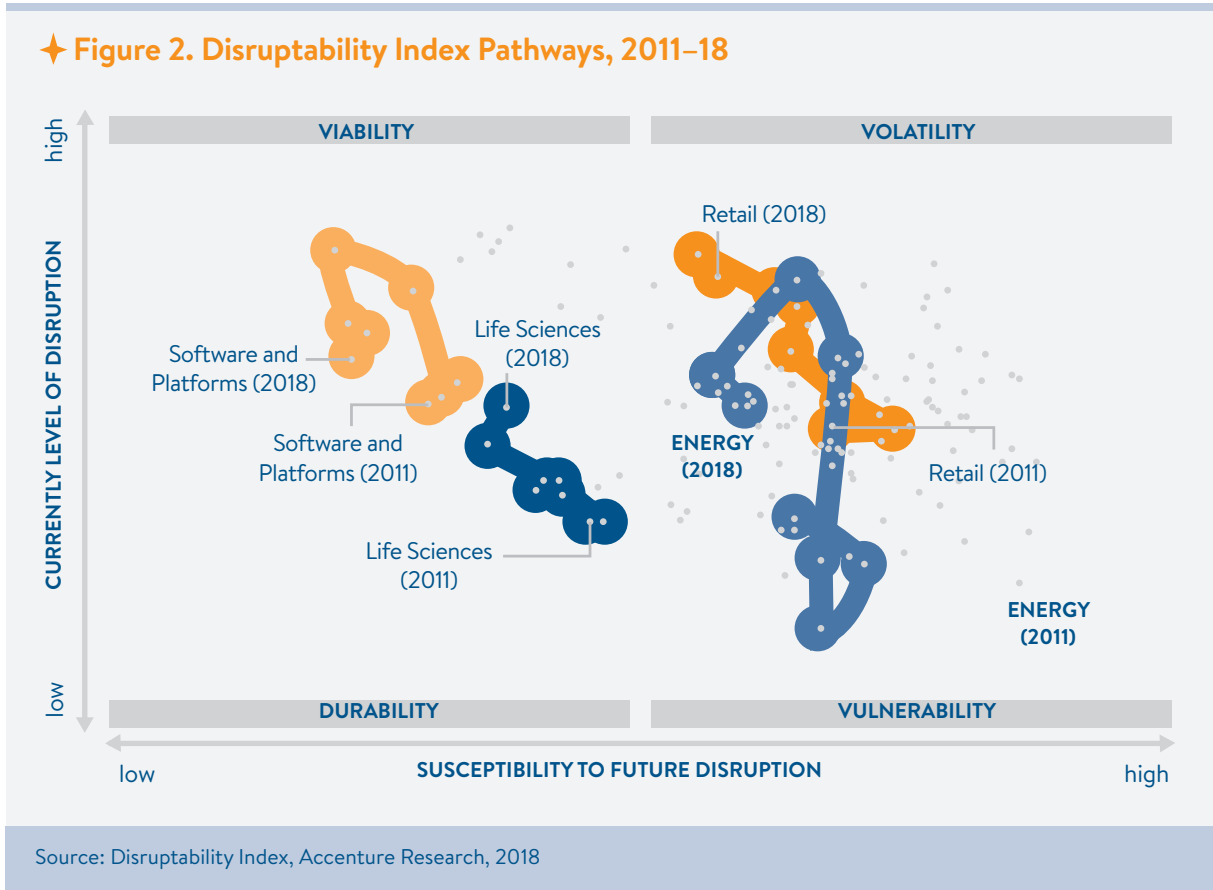 Figure 2. Disruptability Index Pathways, 2011–18
high
VIABILITY
VOLATILITY
Retail (2018)
Life Sciences
(2018)
Software and
Platforms (2018)
Software and
Platforms (2011)
ENERGY
(2018)
Retail (2011)
Life Sciences
(2011)
ENERGY
(2011)
CURRENTLY LEVEL OF DISRUPTION
low
DURABILITY
VULNERABILITY
low
SUSCEPTIBILITY TO FUTURE DISRUPTION
high
Source: Disruptability Index, Accenture Research, 2018